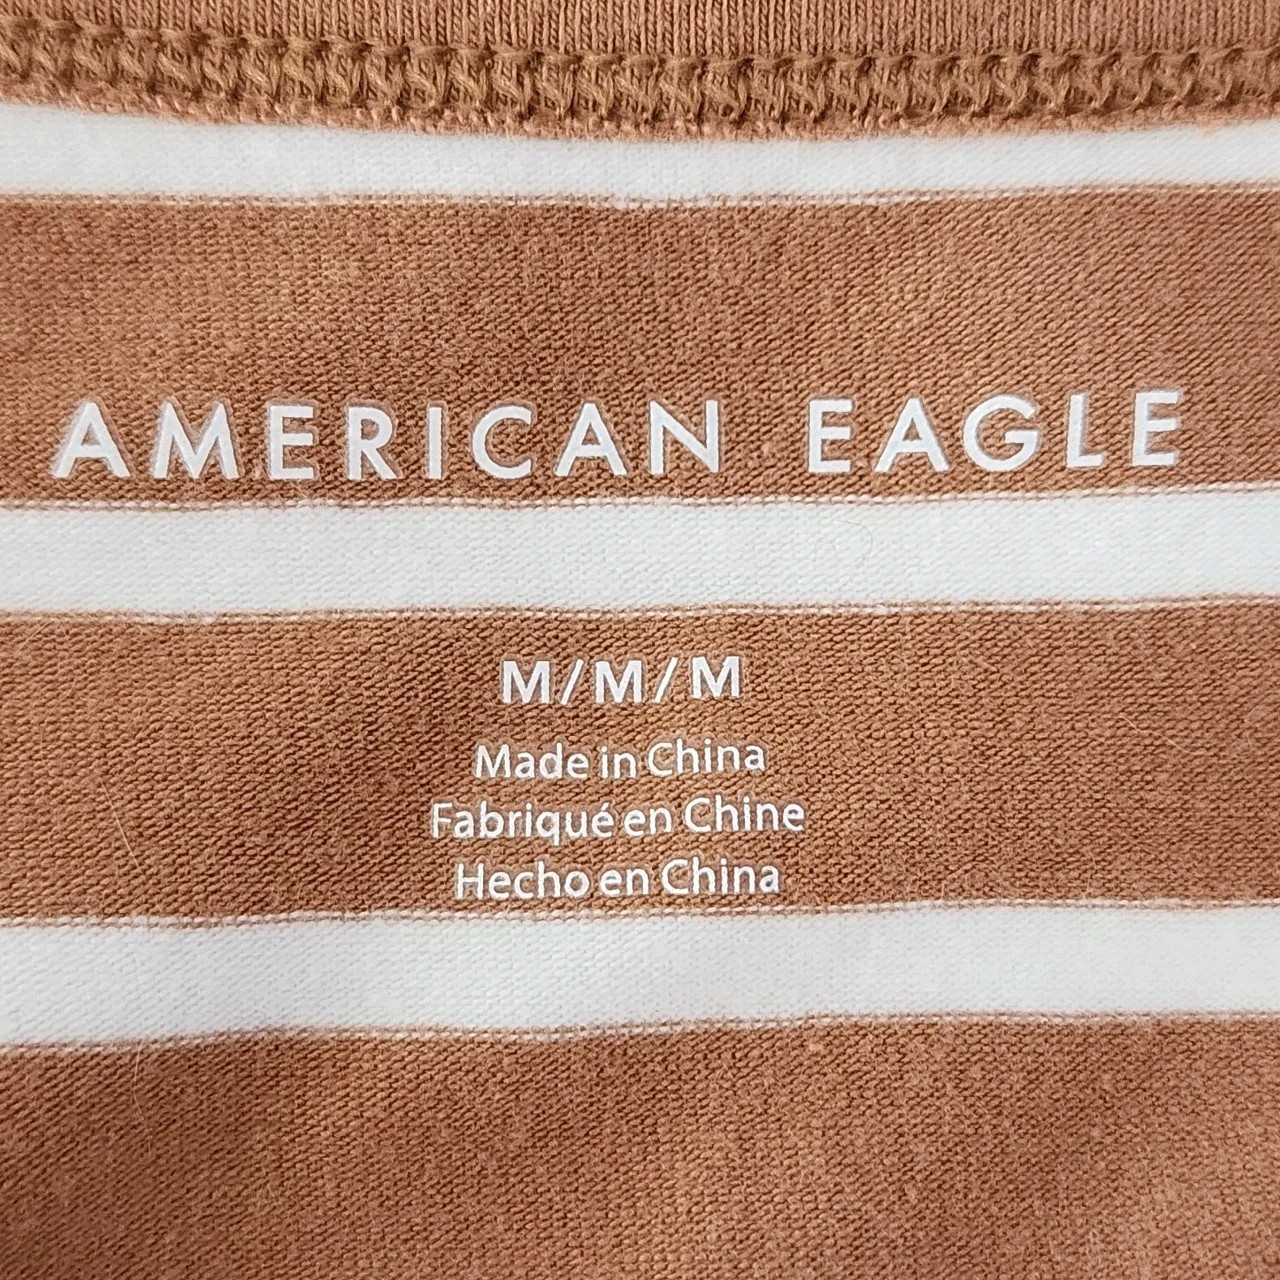 AMERICAN EAGLE
M/M/M
Made in China
Fabriqué en Chine
Hecho en China